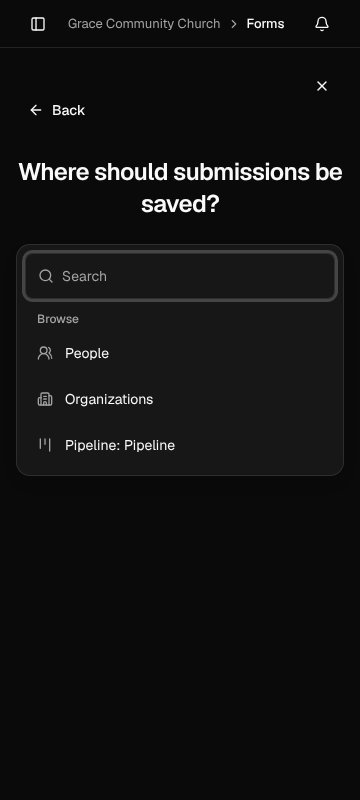 Grace Community Church > Forms
Back
Where should submissions be
saved?
Search
Browse
People
Organizations
Pipeline: Pipeline